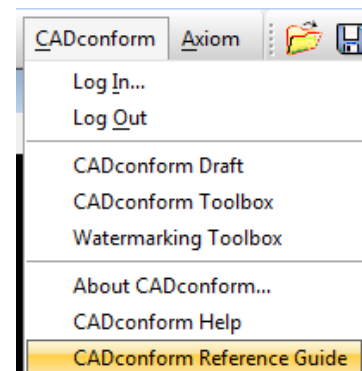 CADconform Axiom
Log In...
Log Out
CADconform Draft
CADconform Toolbox
Watermarking Toolbox
About CADconform...
CADconform Help
CADconform Reference Guide